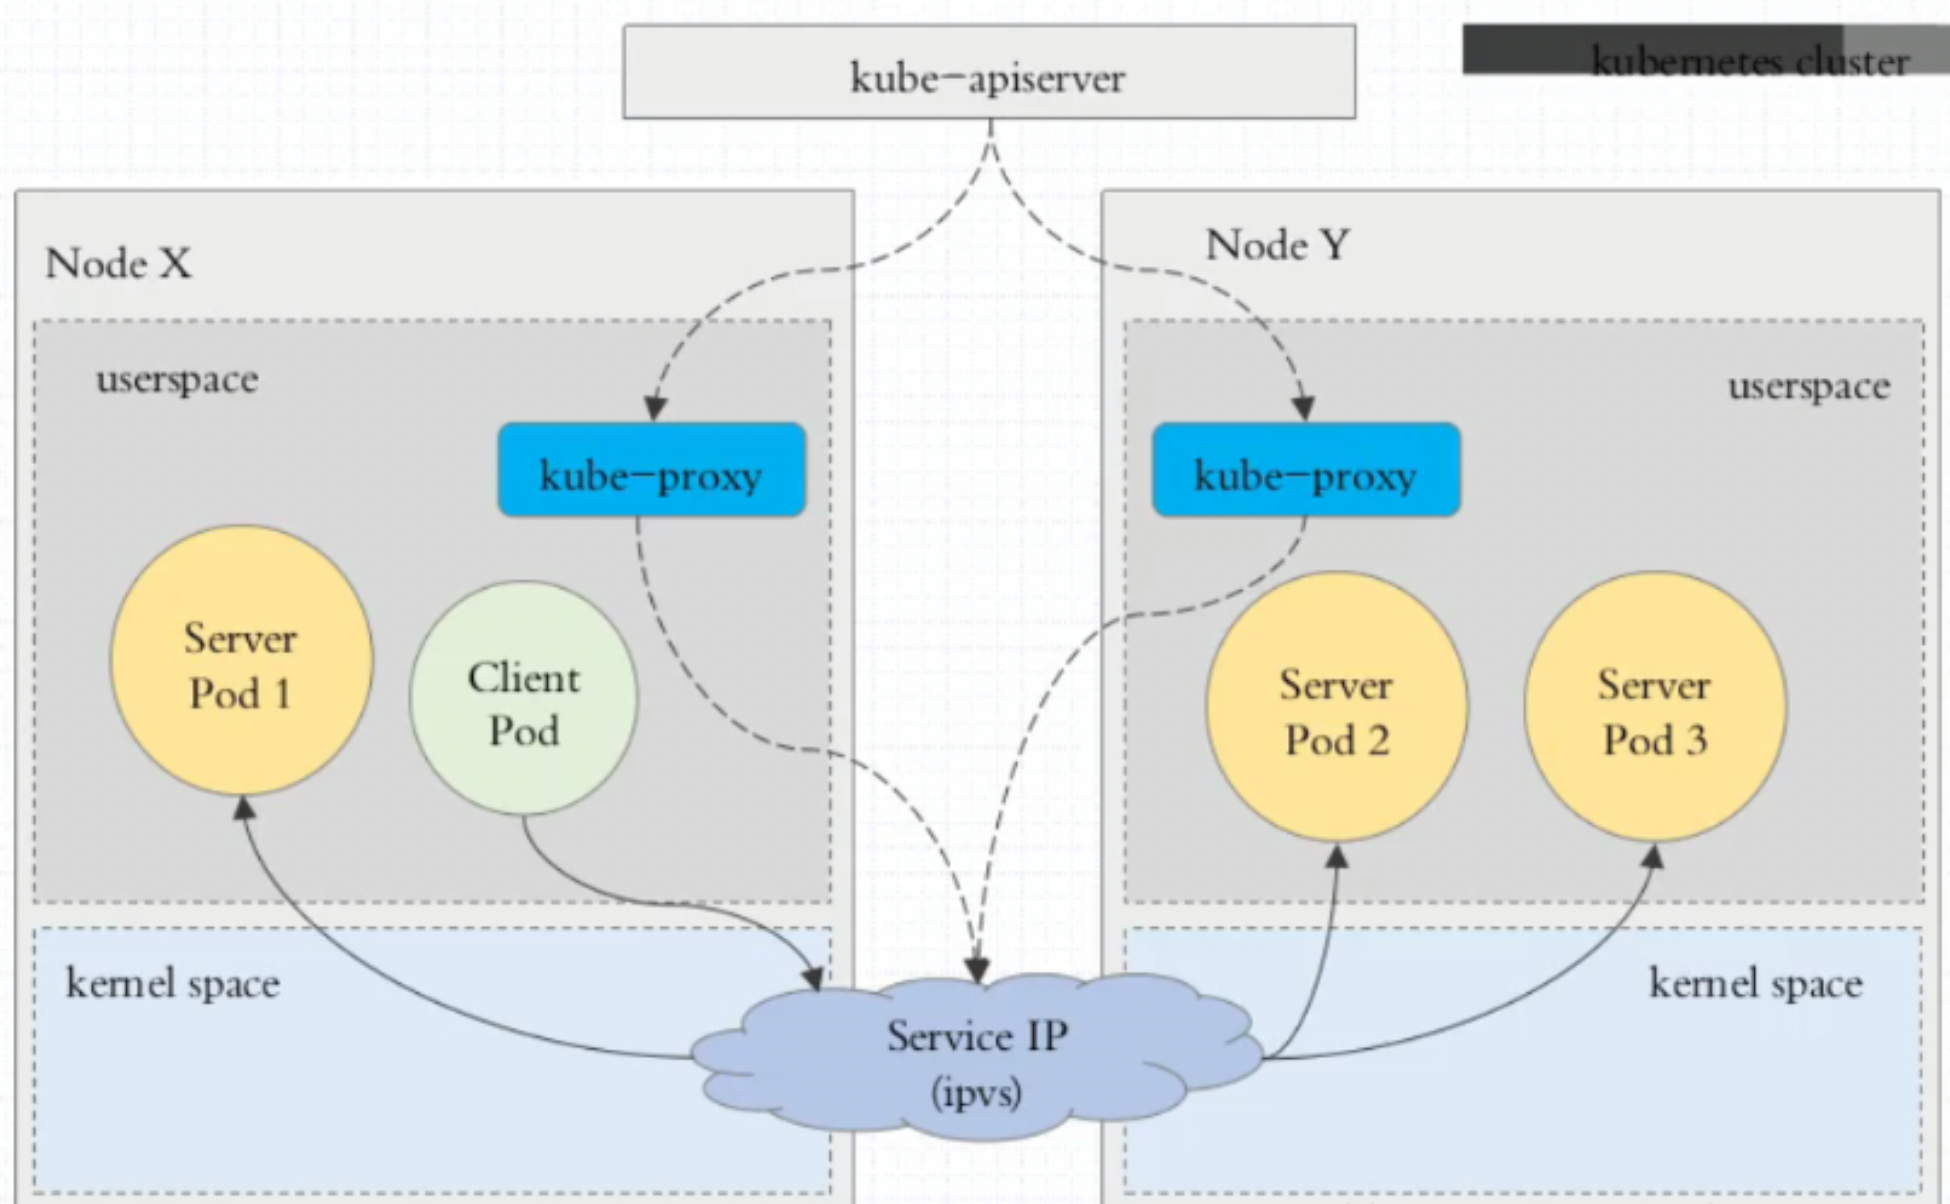 kube-apiserver
kubernetes cluster
Node X
Node Y
userspace
userspace
kube-proxy
kube-proxy
Server
Pod 1
Client
Pod
Server
Pod 2
Server
Pod 3
kernel space
kernel space
Service IP
(ipvs)